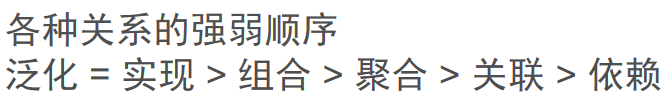 各种关系的强弱顺序
泛化 = 实现 > 组合 > 聚合 > 关联 > 依赖